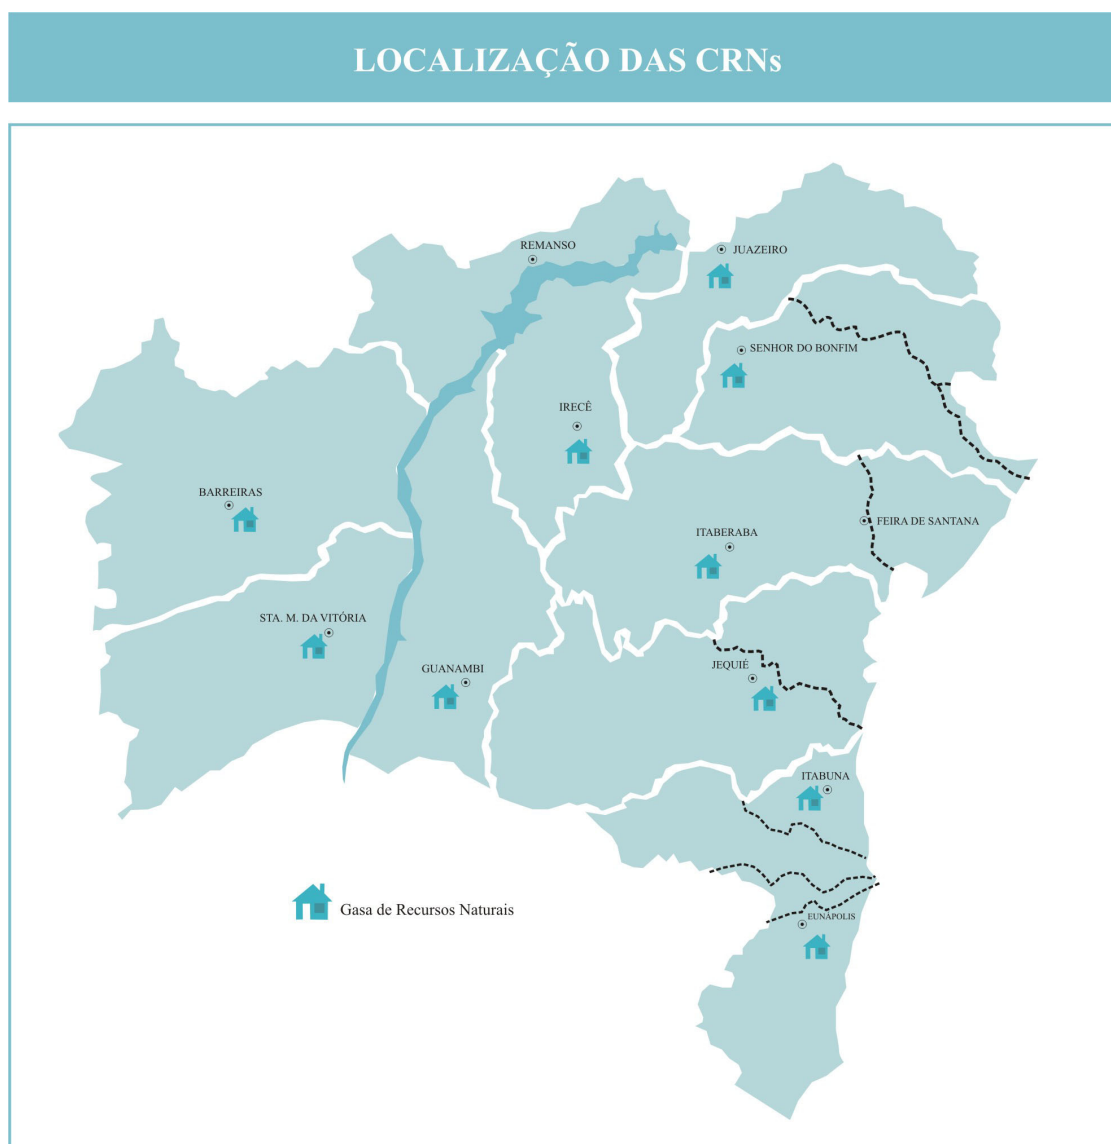 LOCALIZAÇÃO DAS CRNs
REMANSO
JUAZEIRO
SENHOR DO BONFIM
IRECÊ
BARREIRAS
FEIRA DE SANTANA
ITABERABA
STA. M. DA VITÓRIA
GUANAMBI
JEQUIÉ
ITABUNA
Gasa de Recursos Naturais
EUNÁPOLIS